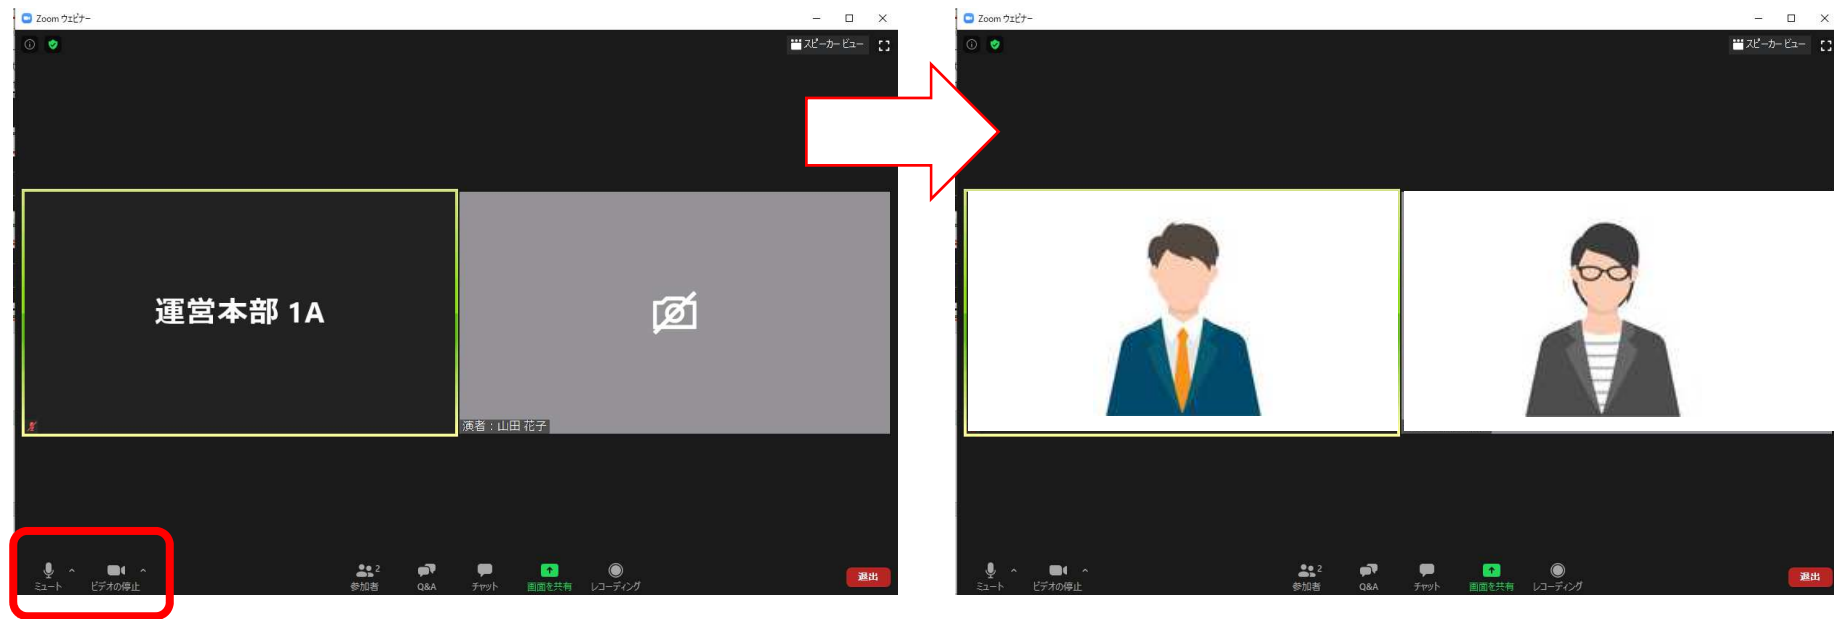 Zoom ウェビナー
スピーカー ビュー
運営本部 1A
演者：山田 花子
ミュート
ビデオの停止
2
参加者
Q&A
チャット
画面を共有
レコーディング
退出
Zoom ウェビナー
スピーカー ビュー
ミュート
ビデオの停止
2
参加者
Q&A
チャット
画面を共有
レコーディング
退出